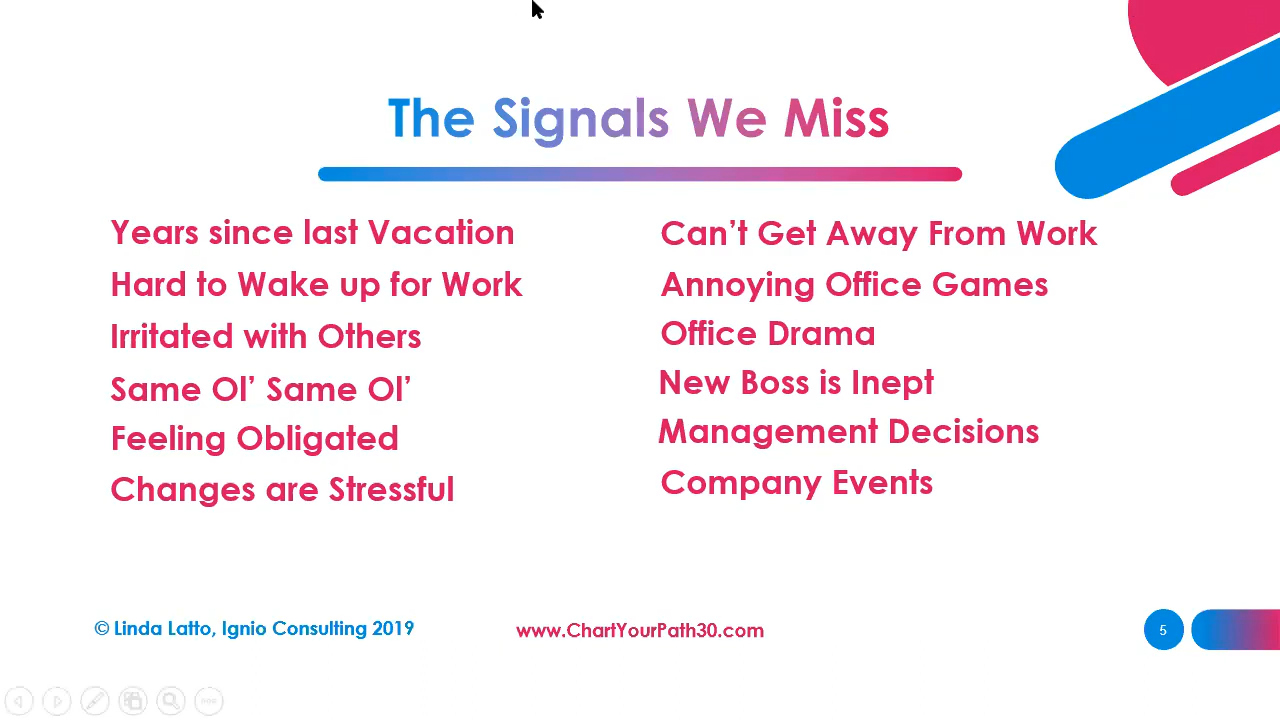 The Signals We Miss
Years since last Vacation
Hard to Wake up for Work
Irritated with Others
Same Ol’ Same Ol’
Feeling Obligated
Changes are Stressful
Can’t Get Away From Work
Annoying Office Games
Office Drama
New Boss is Inept
Management Decisions
Company Events
© Linda Latto, Ignio Consulting 2019
www.ChartYourPath30.com
5